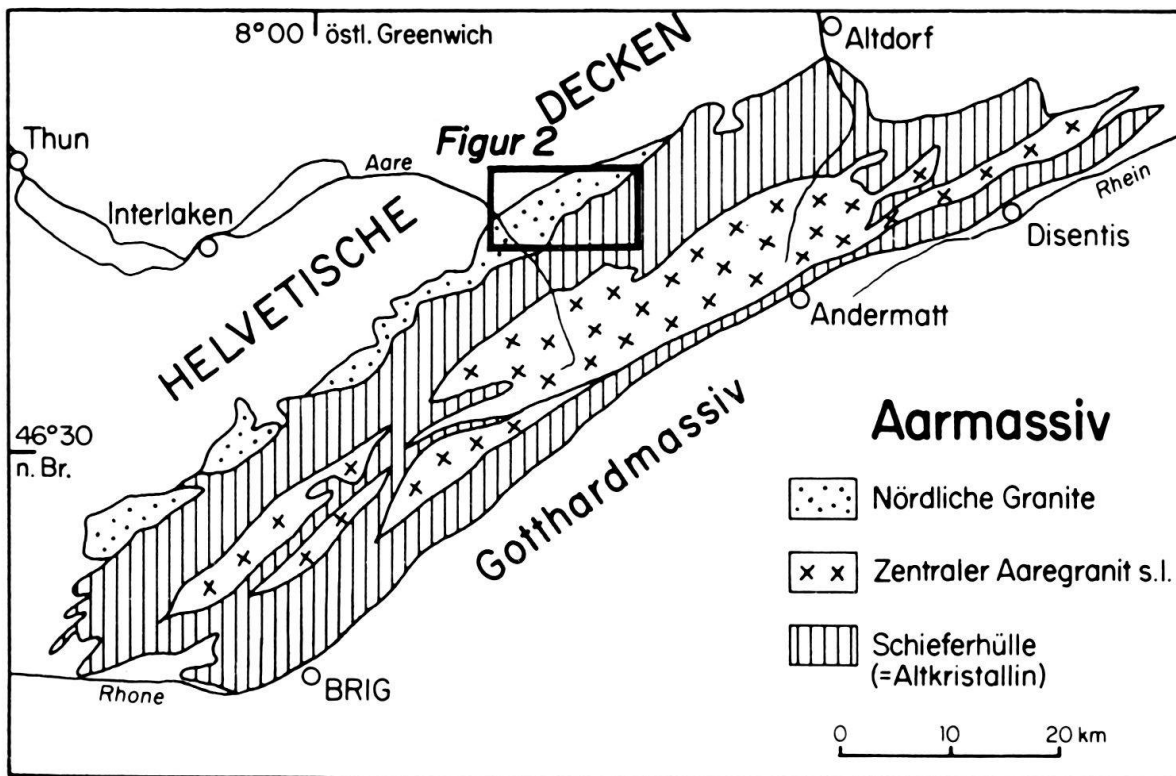 8°00 östl. Greenwich
Altdorf
DECKEN
Thun
Figur 2
Aare
Rhein
Interlaken
Disentis
HELVETISCHE
Andermatt
46°30
n. Br.
Aarmassiv
Gotthardmassiv
Nördliche Granite
Zentraler Aaregranit s.l.
Schieferhülle
(=Altkristallin)
Rhone
BRIG
0 10 20 km